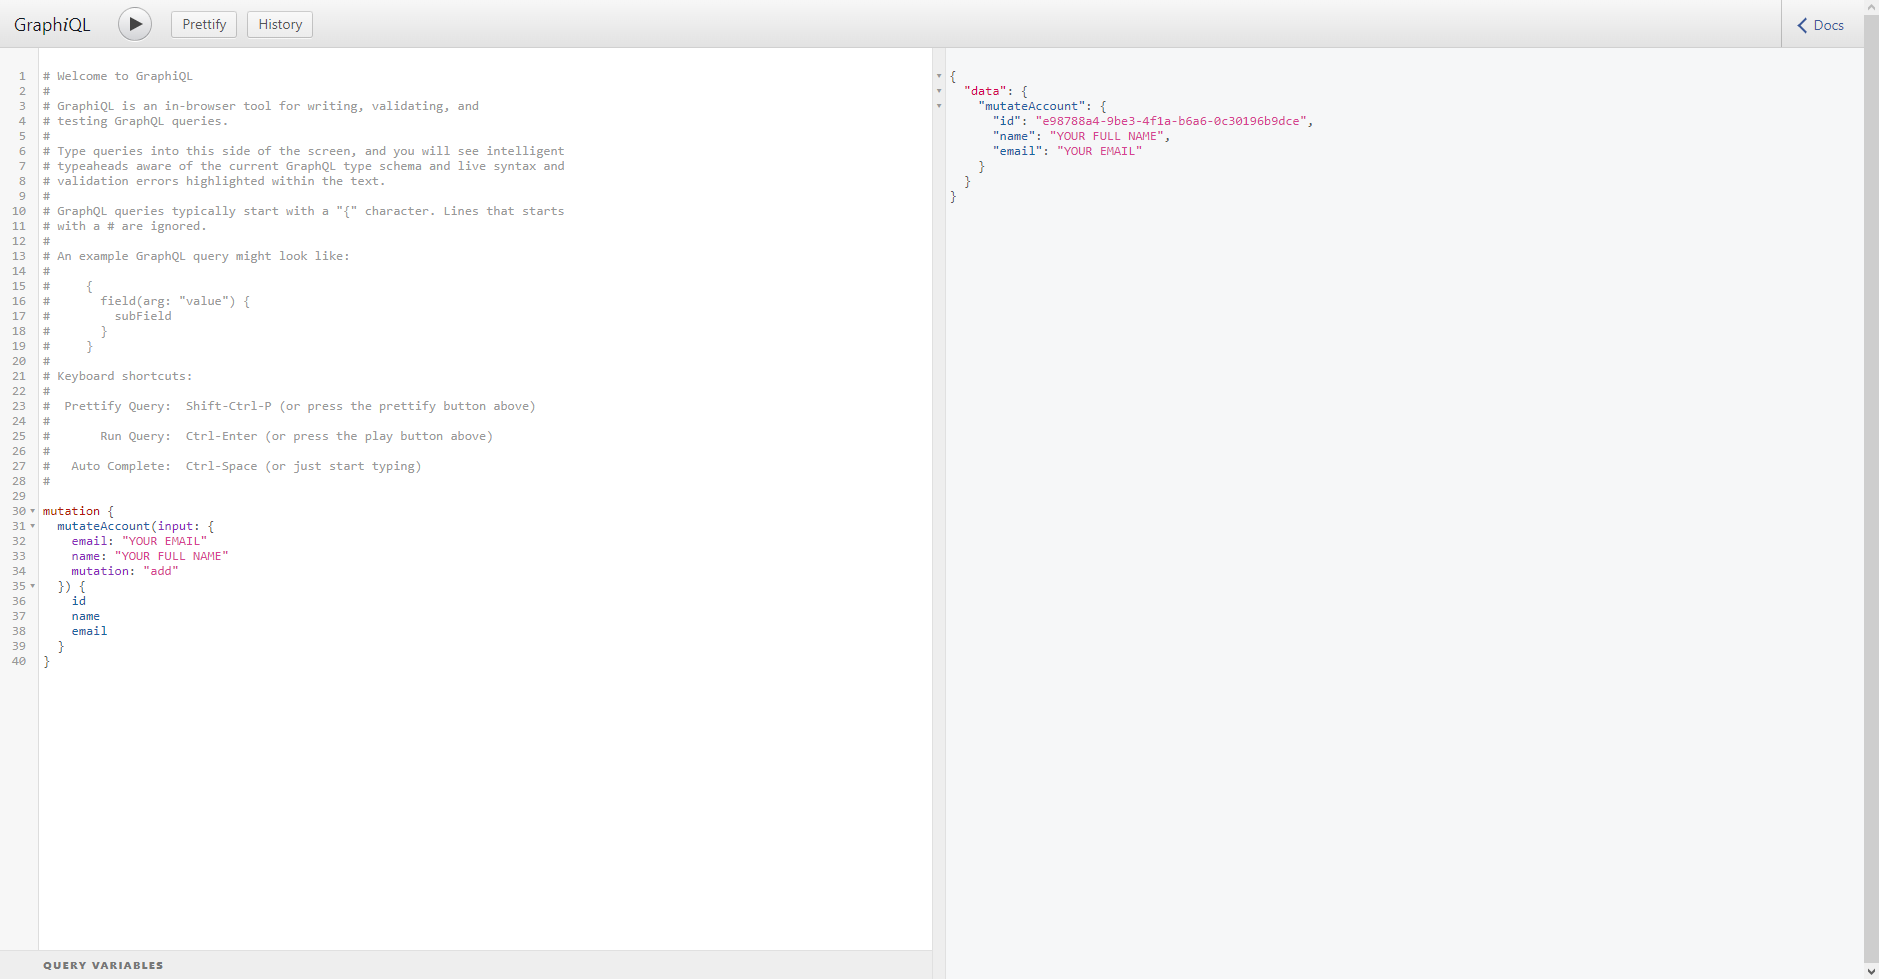 GraphiQL
Prettify
History
Docs
1 # Welcome to GraphiQL
2 #
3 # GraphiQL is an in-browser tool for writing, validating, and
4 # testing GraphQL queries.
5 #
6 # Type queries into this side of the screen, and you will see intelligent
7 # typeaheads aware of the current GraphQL type schema and live syntax and
8 # validation errors highlighted within the text.
9 #
10 # GraphQL queries typically start with a "{" character. Lines that starts
11 # with a # are ignored.
12 #
13 # An example GraphQL query might look like:
14 #
15 #     {
16 #       field(arg: "value") {
17 #         subField
18 #       }
19 #     }
20 #
21 # Keyboard shortcuts:
22 #
23 #  Prettify Query:  Shift-Ctrl-P (or press the prettify button above)
24 #
25 #       Run Query:  Ctrl-Enter (or press the play button above)
26 #
27 #   Auto Complete:  Ctrl-Space (or just start typing)
28 #
29
30 mutation {
31   mutateAccount(input: {
32     email: "YOUR EMAIL"
33     name: "YOUR FULL NAME"
34     mutation: "add"
35   }) {
36     id
37     name
38     email
39   }
40 }
QUERY VARIABLES
{
  "data": {
    "mutateAccount": {
      "id": "e98788a4-9be3-4f1a-b6a6-0c30196b9dce",
      "name": "YOUR FULL NAME",
      "email": "YOUR EMAIL"
    }
  }
}